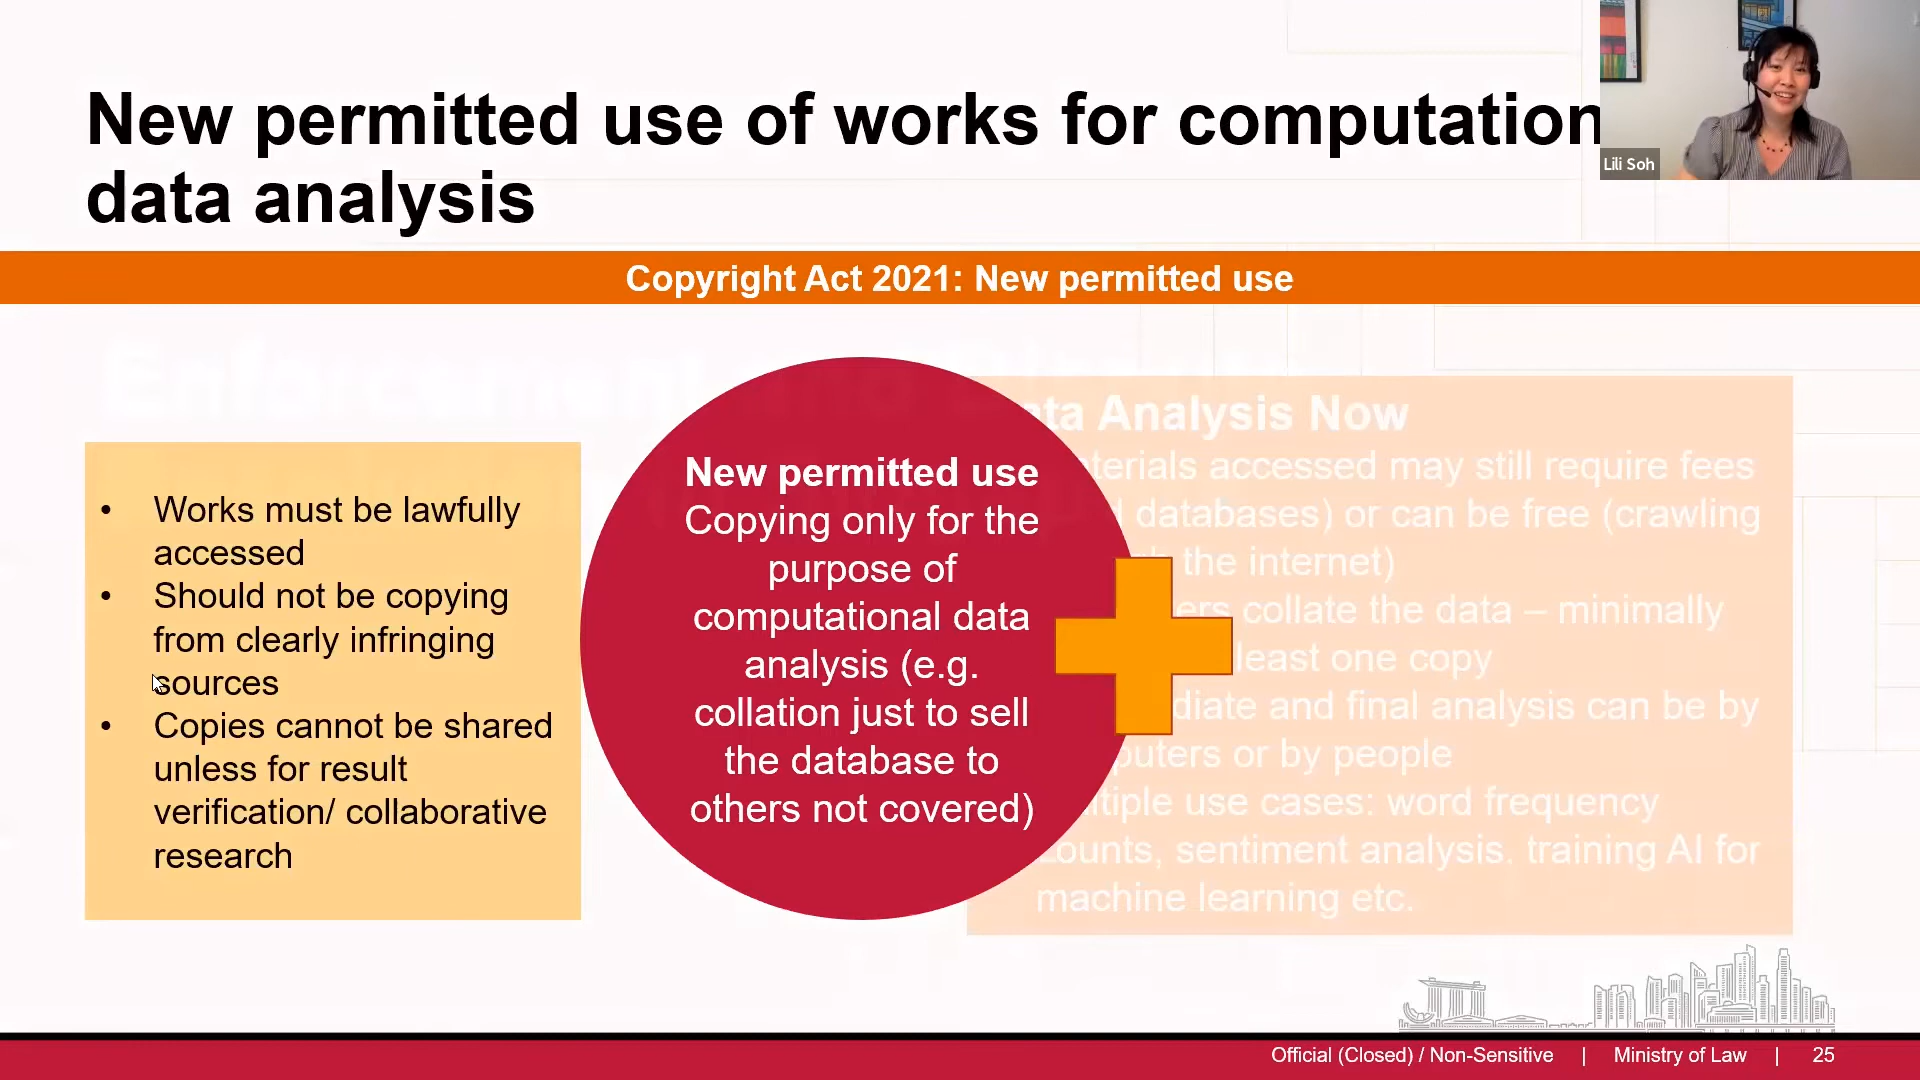 New permitted use of works for computation
data analysis
Lili Soh
Copyright Act 2021: New permitted use
• Works must be lawfully
accessed
• Should not be copying
from clearly infringing
sources
• Copies cannot be shared
unless for result
verification/ collaborative
research
New permitted use
Copying only for the
purpose of
computational data
analysis (e.g.
collation just to sell
the database to
others not covered)
Analysis Now
accessed may still require fees
databases) or can be free (crawling
the internet)
collate the data – minimally
least one copy
and final analysis can be by
or by people
use cases: word frequency
counts, sentiment analysis. training AI for
machine learning etc.
Official (Closed) / Non-Sensitive | Ministry of Law | 25